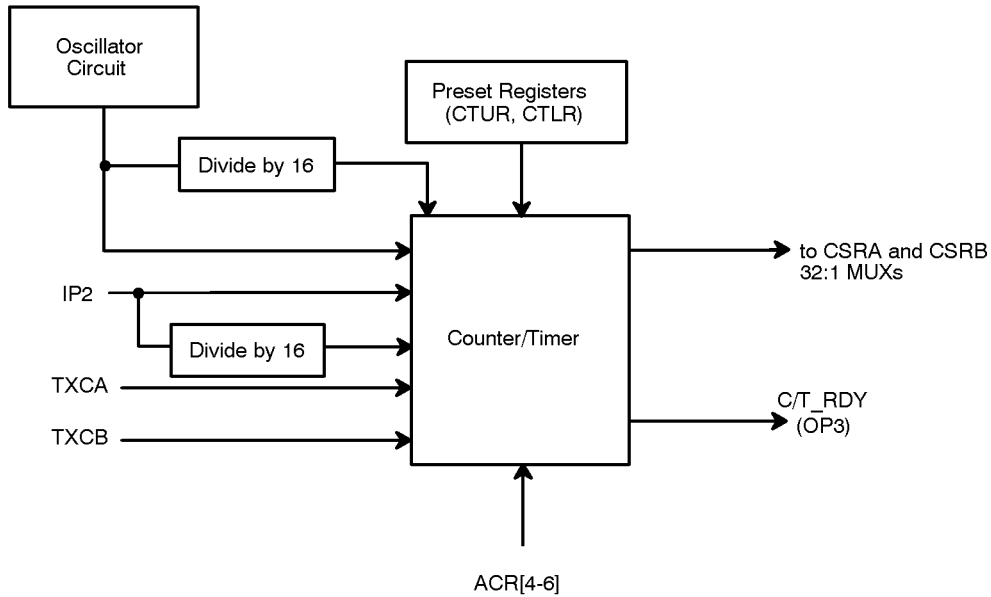 Oscillator
Circuit
Preset Registers
(CTUR, CTLR)
Divide by 16
to CSRA and CSRB
32:1 MUXs
IP2
Counter/Timer
Divide by 16
TXCA
C/T_RDY
(OP3)
TXCB
ACR[4-6]